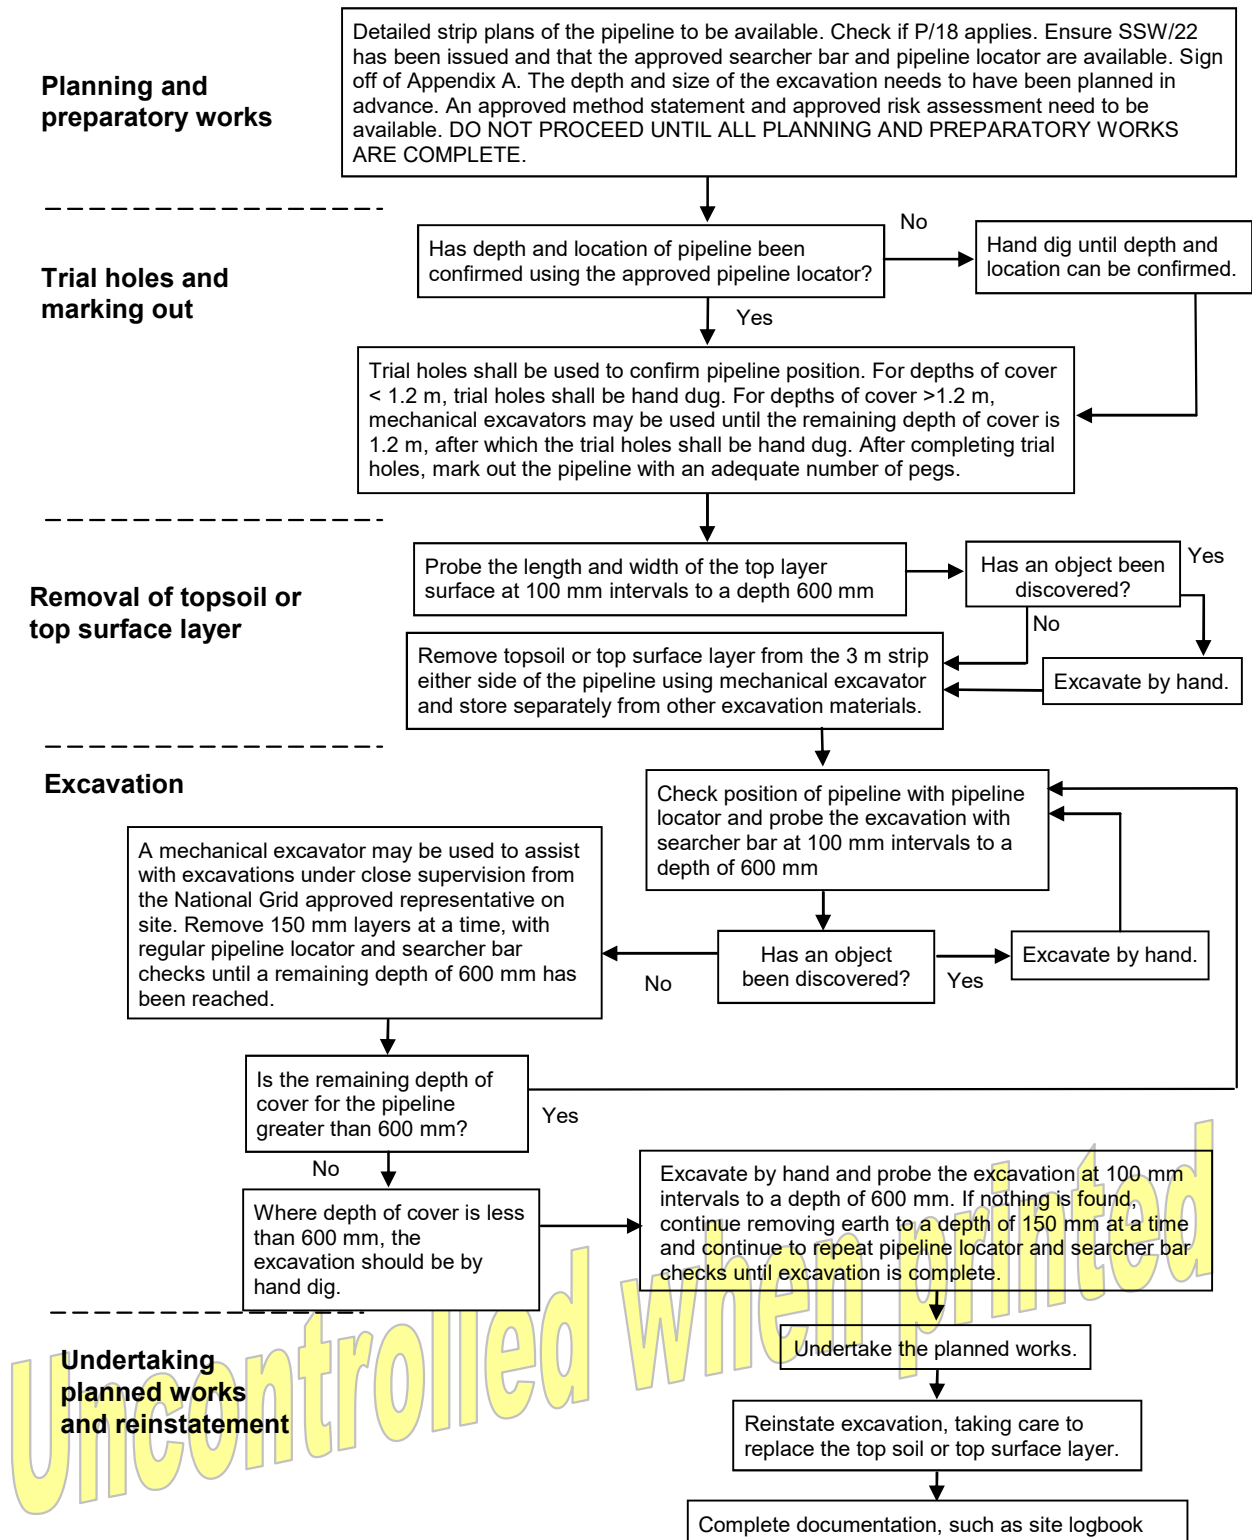 Detailed strip plans of the pipeline to be available. Check if P/18 applies. Ensure SSW/22
has been issued and that the approved searcher bar and pipeline locator are available. Sign
off of Appendix A. The depth and size of the excavation needs to have been planned in
advance. An approved method statement and approved risk assessment need to be
available. DO NOT PROCEED UNTIL ALL PLANNING AND PREPARATORY WORKS
ARE COMPLETE.
Planning and
preparatory works
No
Has depth and location of pipeline been
confirmed using the approved pipeline locator?
Hand dig until depth and
location can be confirmed.
Trial holes and
marking out
Yes
Trial holes shall be used to confirm pipeline position. For depths of cover
< 1.2 m, trial holes shall be hand dug. For depths of cover >1.2 m,
mechanical excavators may be used until the remaining depth of cover is
1.2 m, after which the trial holes shall be hand dug. After completing trial
holes, mark out the pipeline with an adequate number of pegs.
Removal of topsoil or
top surface layer
Probe the length and width of the top layer
surface at 100 mm intervals to a depth 600 mm
Has an object been
discovered?
Yes
No
Remove topsoil or top surface layer from the 3 m strip
either side of the pipeline using mechanical excavator
and store separately from other excavation materials.
Excavate by hand.
Excavation
Check position of pipeline with pipeline
locator and probe the excavation with
searcher bar at 100 mm intervals to a
depth of 600 mm
A mechanical excavator may be used to assist
with excavations under close supervision from
the National Grid approved representative on
site. Remove 150 mm layers at a time, with
regular pipeline locator and searcher bar
checks until a remaining depth of 600 mm has
been reached.
Has an object
been discovered?
No
Yes
Excavate by hand.
Is the remaining depth of
cover for the pipeline
greater than 600 mm?
Yes
No
Where depth of cover is less
than 600 mm, the
excavation should be by
hand dig.
Excavate by hand and probe the excavation at 100 mm
intervals to a depth of 600 mm. If nothing is found,
continue removing earth to a depth of 150 mm at a time
and continue to repeat pipeline locator and searcher bar
checks until excavation is complete.
Undertaking
planned works
and reinstatement
Undertake the planned works.
Reinstate excavation, taking care to
replace the top soil or top surface layer.
Complete documentation, such as site logbook
Uncontrolled when printed